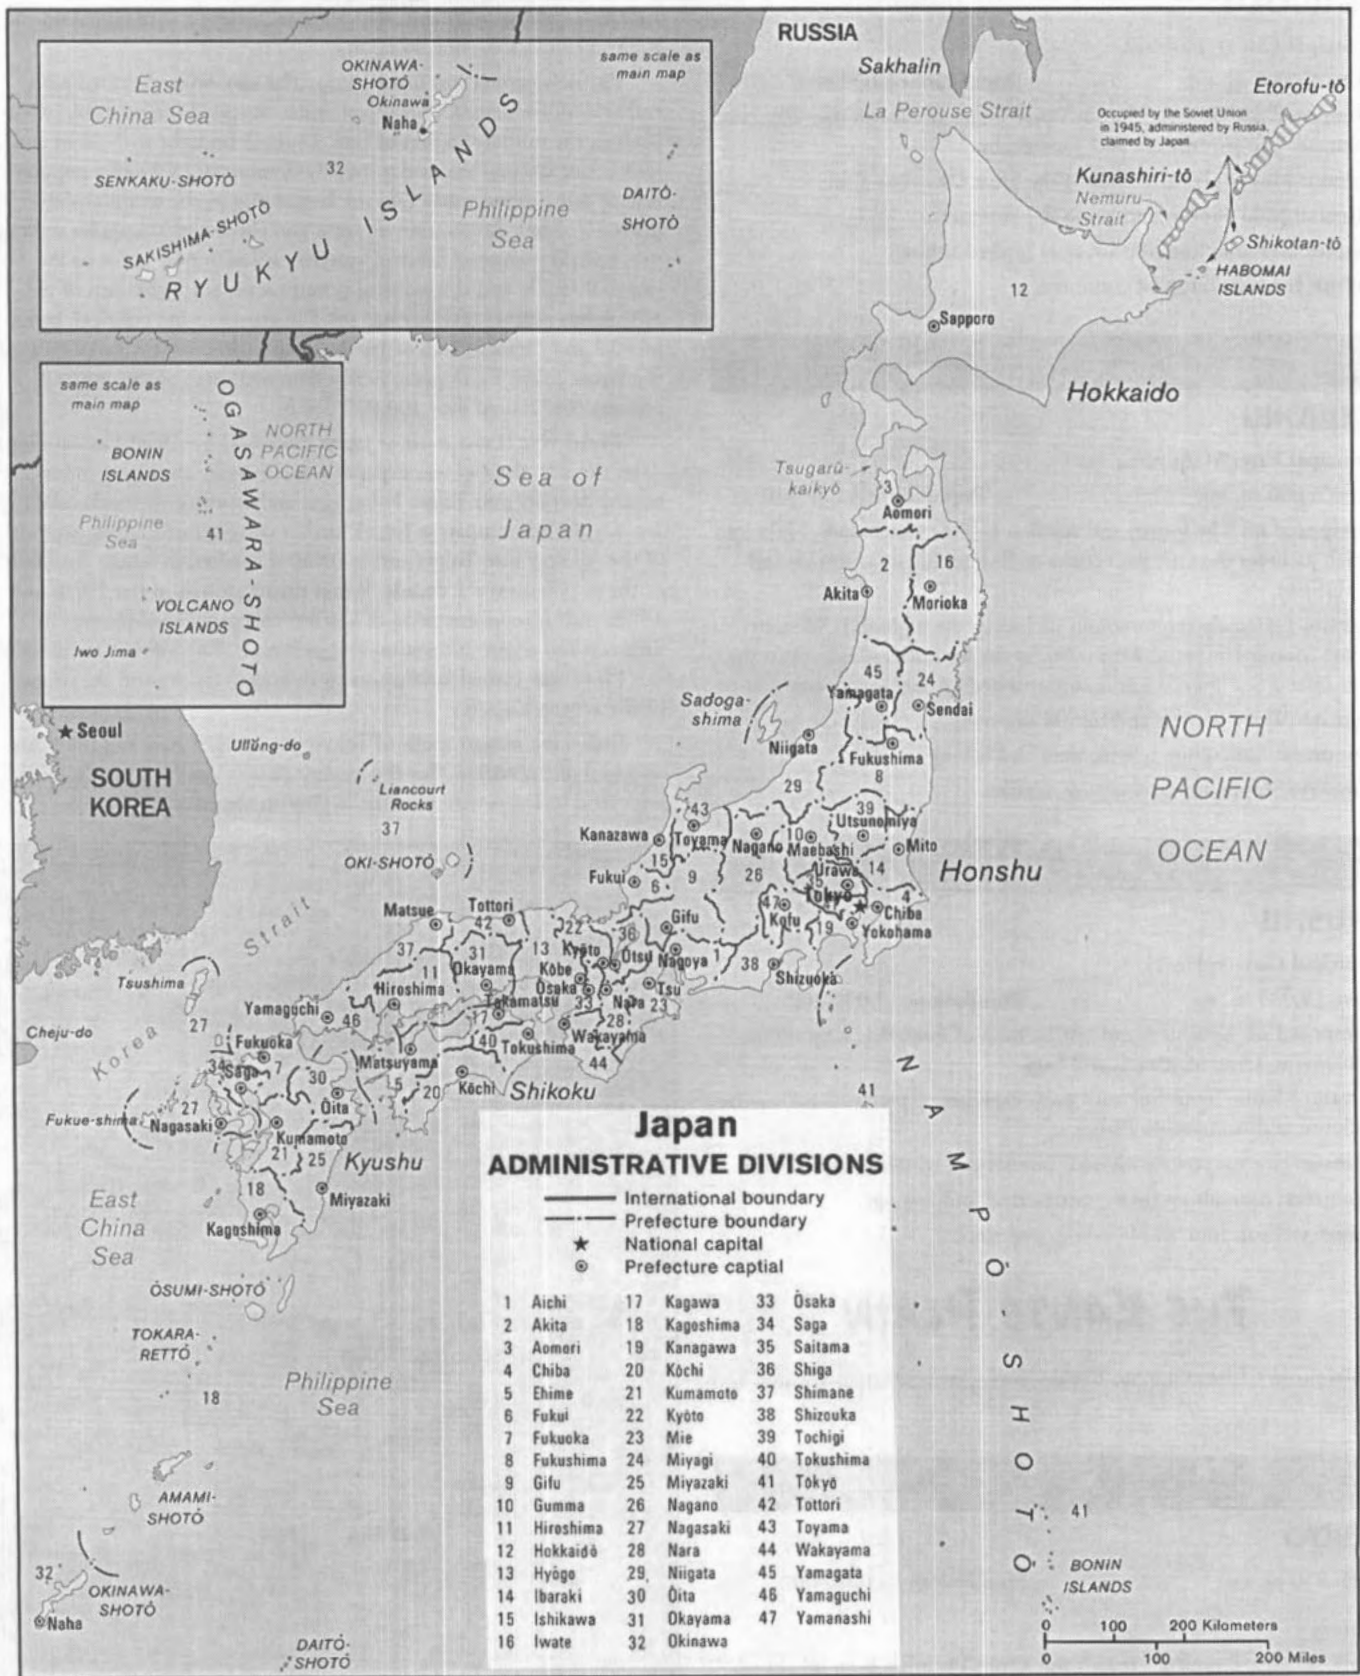 RUSSIA
Sakhalin
La Perouse Strait
Etorofu-tō
Occupied by the Soviet Union
in 1945, administered by Russia,
claimed by Japan
Kunashiri-tō
Nemuru
Strait
Shikotan-tō
HABOMAI
ISLANDS
12
Sapporo
Hokkaido
East
China Sea
OKINAWA-
SHOTŌ
Okinawa
Naha
same scale as
main map
32
SENKAKU-SHOTŌ
SAKISHIMA-SHOTŌ
RYUKYU ISLANDS
Philippine
Sea
DAITŌ-
SHOTŌ
same scale as
main map
OGASAWARA-SHOTO
NORTH
PACIFIC
OCEAN
BONIN
ISLANDS
Philippine
Sea
41
VOLCANO
ISLANDS
Iwo Jima
Sea of
Japan
Tsugarū-
kaikyō
3
Aomori
2
16
Akita
Morioka
45
24
Yamagata
Sendai
Sadoga-
shima
Niigata
Fukushima
8
29
NORTH
PACIFIC
OCEAN
Seoul
SOUTH
KOREA
Ullŭng-do
Liancourt
Rocks
37
OKI-SHOTŌ
43
39
Utsunomiya
Kanazawa
Toyama
Nagano
10
Maebashi
Mito
15
Urawa
14
Fukui
6
9
26
35
Tokyo
4
Honshu
47
Kofu
Chiba
19
Yokohama
Matsue
Tottori
42
22
36
Gifu
37
31
13
Kyōto
Ōtsu
Nagoya
1
38
Shizuoka
11
Okayama
Kōbe
Hiroshima
Ōsaka
Tsu
Takamatsu
33
Nara
23
Korea Strait
Tsushima
Yamaguchi
46
17
28
Wakayama
27
Cheju-do
Fukuoka
Matsuyama
40
Tokushima
44
34
7
Saga
30
5
20
Kōchi
Shikoku
Ōita
Fukue-shima
27
Nagasaki
Kumamoto
21
25
Kyushu
18
Miyazaki
Kagoshima
East
China
Sea
ŌSUMI-SHOTŌ
TOKARA-
RETTŌ
18
Philippine
Sea
AMAMI-
SHOTŌ
32
OKINAWA-
SHOTŌ
Naha
DAITŌ-
SHOTŌ
41
NAMPŌ-SHOTŌ
41
BONIN
ISLANDS
Japan
ADMINISTRATIVE DIVISIONS
International boundary
Prefecture boundary
National capital
Prefecture captial
1 Aichi
2 Akita
3 Aomori
4 Chiba
5 Ehime
6 Fukui
7 Fukuoka
8 Fukushima
9 Gifu
10 Gumma
11 Hiroshima
12 Hokkaidō
13 Hyōgo
14 Ibaraki
15 Ishikawa
16 Iwate
17 Kagawa
18 Kagoshima
19 Kanagawa
20 Kōchi
21 Kumamoto
22 Kyōto
23 Mie
24 Miyagi
25 Miyazaki
26 Nagano
27 Nagasaki
28 Nara
29 Niigata
30 Ōita
31 Okayama
32 Okinawa
33 Ōsaka
34 Saga
35 Saitama
36 Shiga
37 Shimane
38 Shizouka
39 Tochigi
40 Tokushima
41 Tōkyō
42 Tottori
43 Toyama
44 Wakayama
45 Yamagata
46 Yamaguchi
47 Yamanashi
0 100 200 Kilometers
0 100 200 Miles